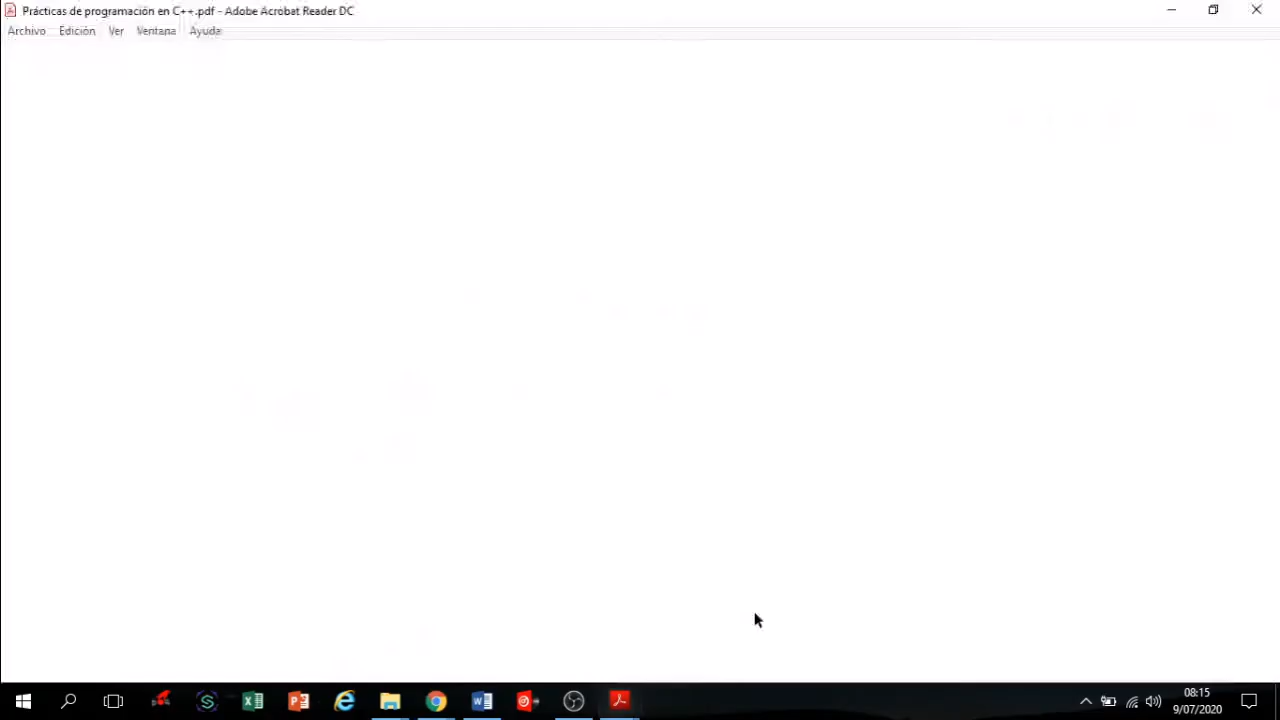 Prácticas de programación en C++.pdf - Adobe Acrobat Reader DC
Archivo Edición Ver Ventana Ayuda
08:15
9/07/2020